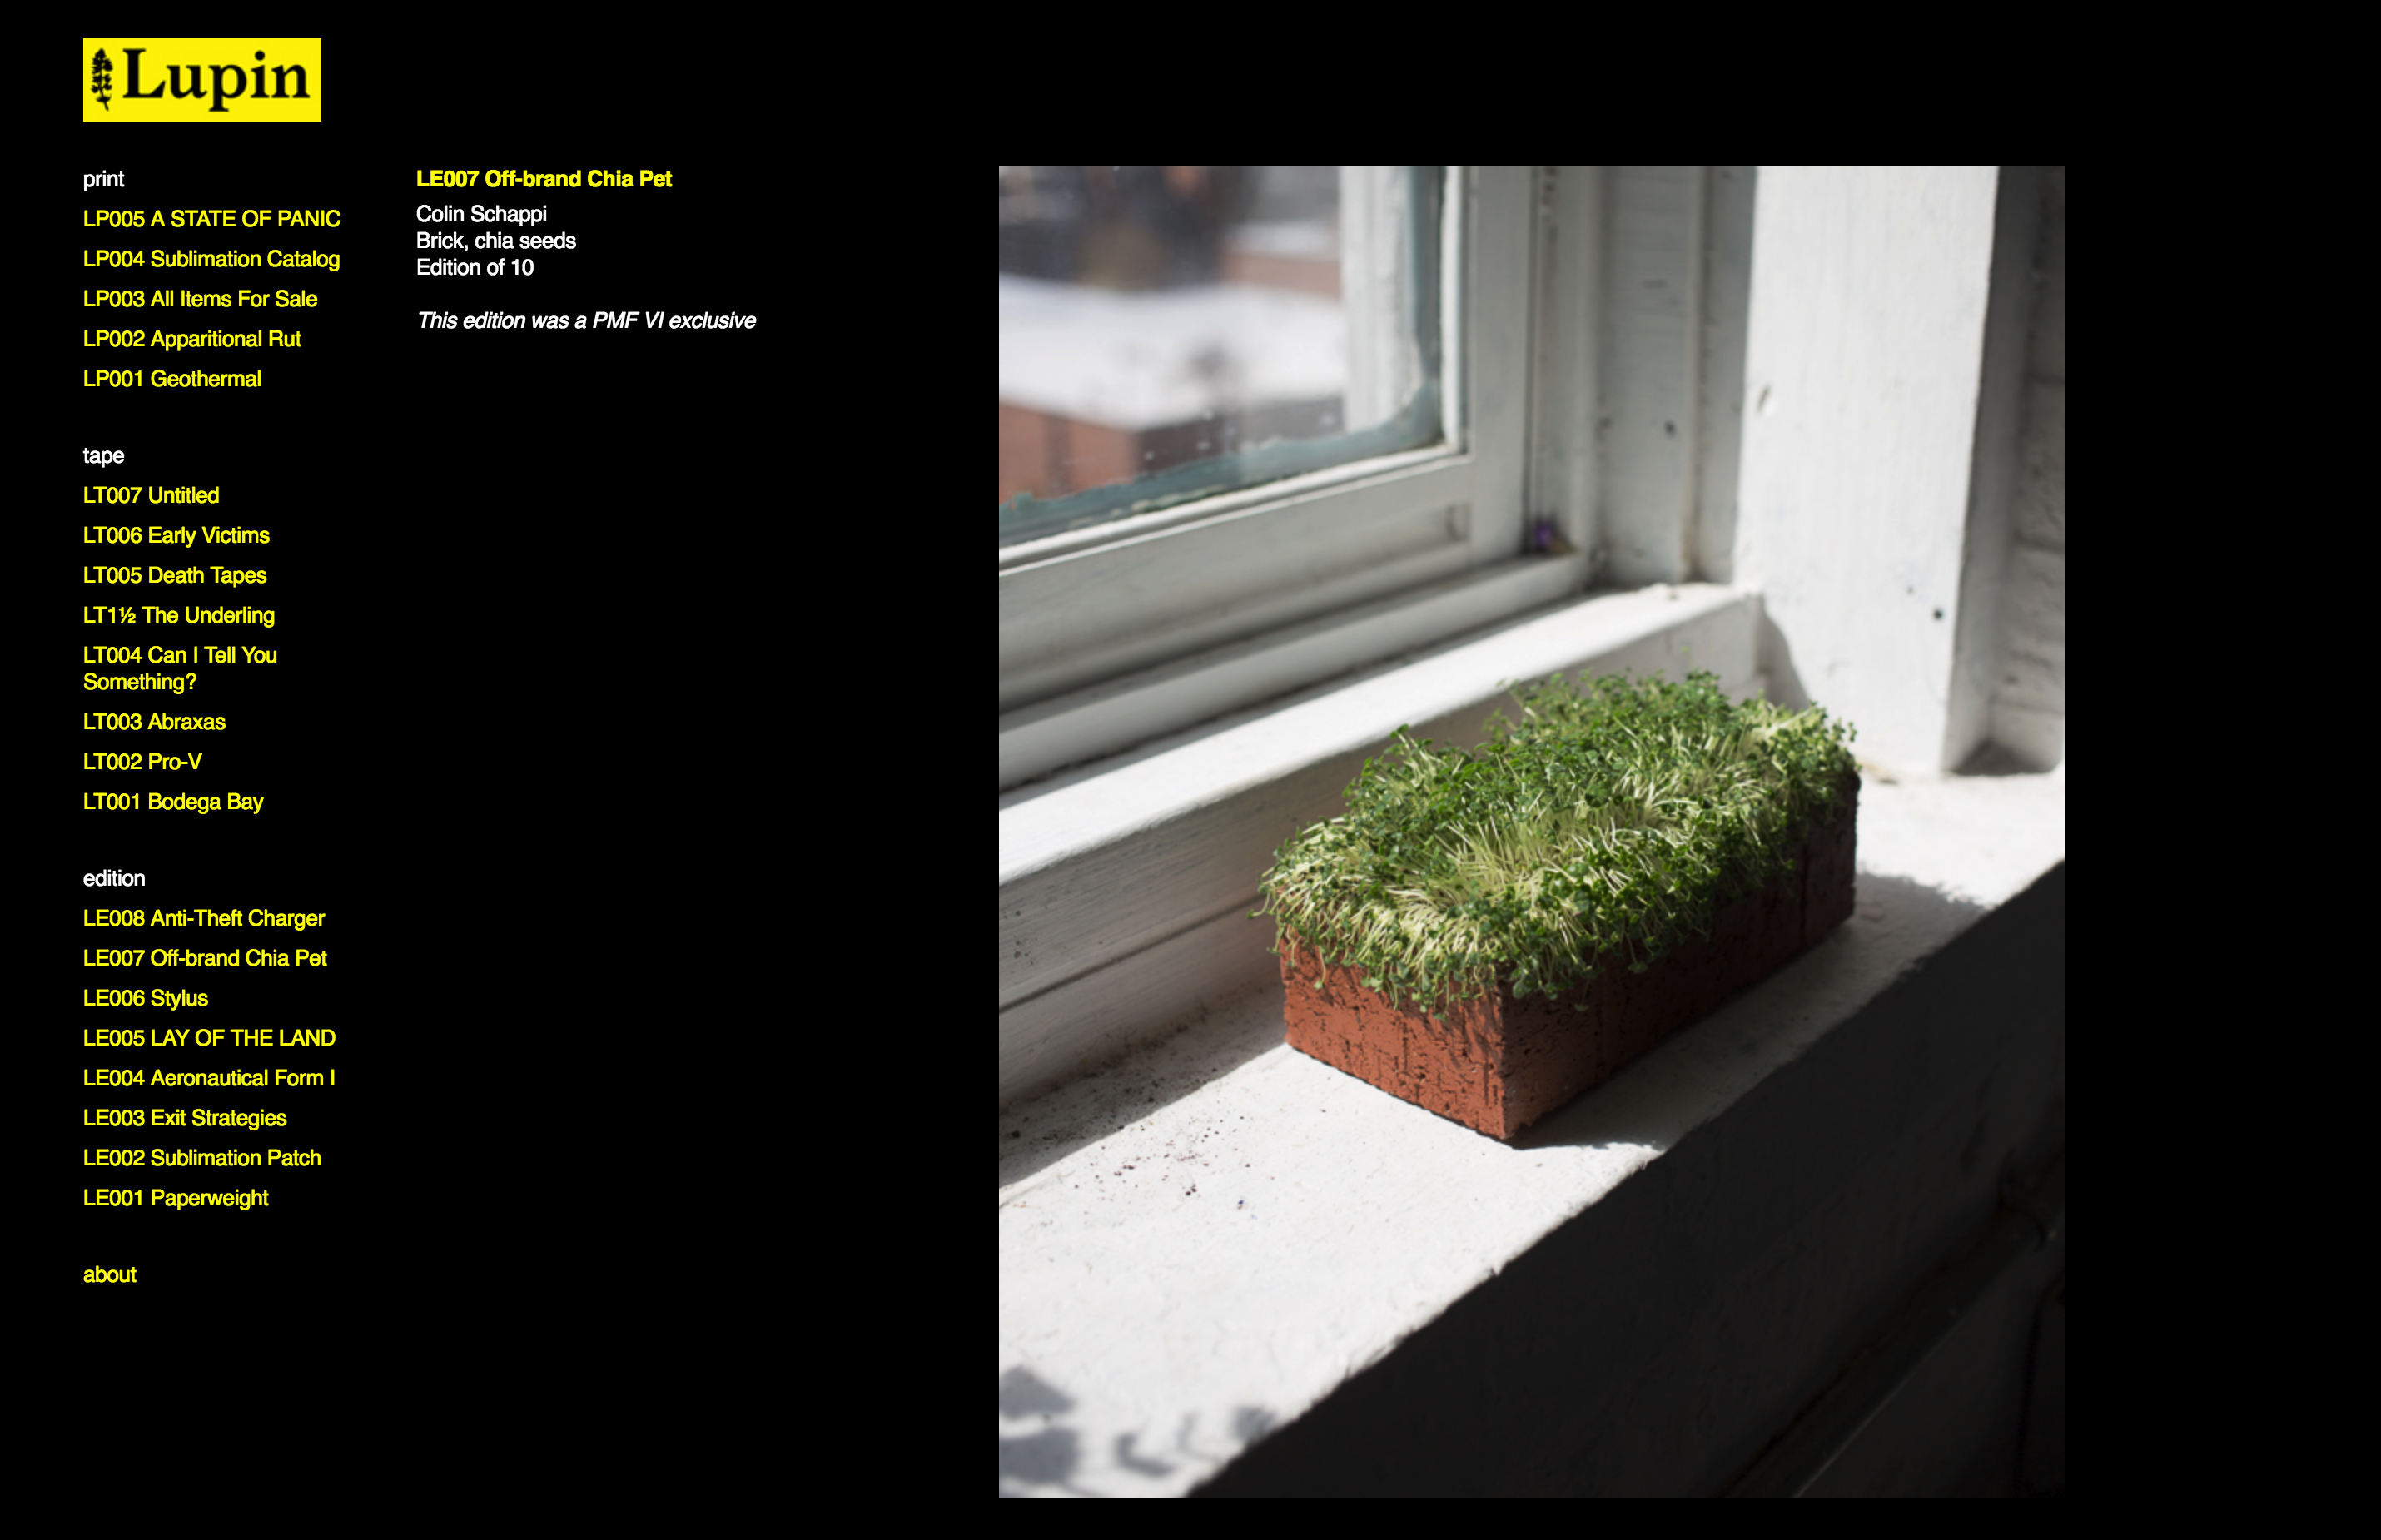 Lupin
print
LP005 A STATE OF PANIC
LP004 Sublimation Catalog
LP003 All Items For Sale
LP002 Apparitional Rut
LP001 Geothermal
tape
LT007 Untitled
LT006 Early Victims
LT005 Death Tapes
LT1½ The Underling
LT004 Can I Tell You
Something?
LT003 Abraxas
LT002 Pro-V
LT001 Bodega Bay
edition
LE008 Anti-Theft Charger
LE007 Off-brand Chia Pet
LE006 Stylus
LE005 LAY OF THE LAND
LE004 Aeronautical Form I
LE003 Exit Strategies
LE002 Sublimation Patch
LE001 Paperweight
about
LE007 Off-brand Chia Pet
Colin Schappi
Brick, chia seeds
Edition of 10
This edition was a PMF VI exclusive